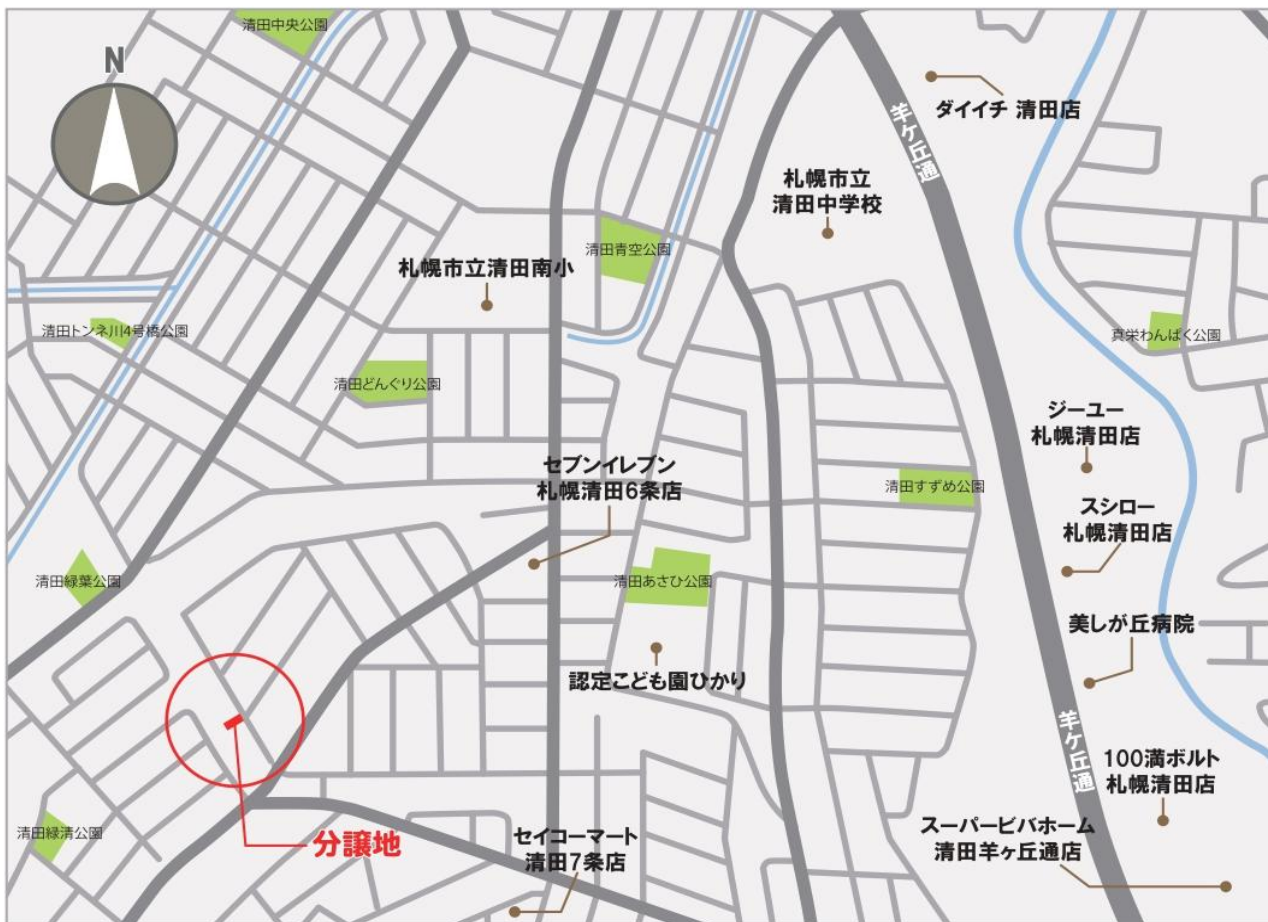 清田中央公園
N
ダイイチ 清田店
羊ケ丘通
札幌市立
清田中学校
清田青空公園
札幌市立清田南小
清田トンネ川4号橋公園
真栄わんぱく公園
清田どんぐり公園
ジーユー
札幌清田店
セブンイレブン
札幌清田6条店
清田すずめ公園
スシロー
札幌清田店
清田緑葉公園
清田あさひ公園
美しが丘病院
認定こども園ひかり
羊ケ丘通
100満ボルト
札幌清田店
清田緑清公園
分譲地
セイコーマート
清田7条店
スーパービバホーム
清田羊ヶ丘通店